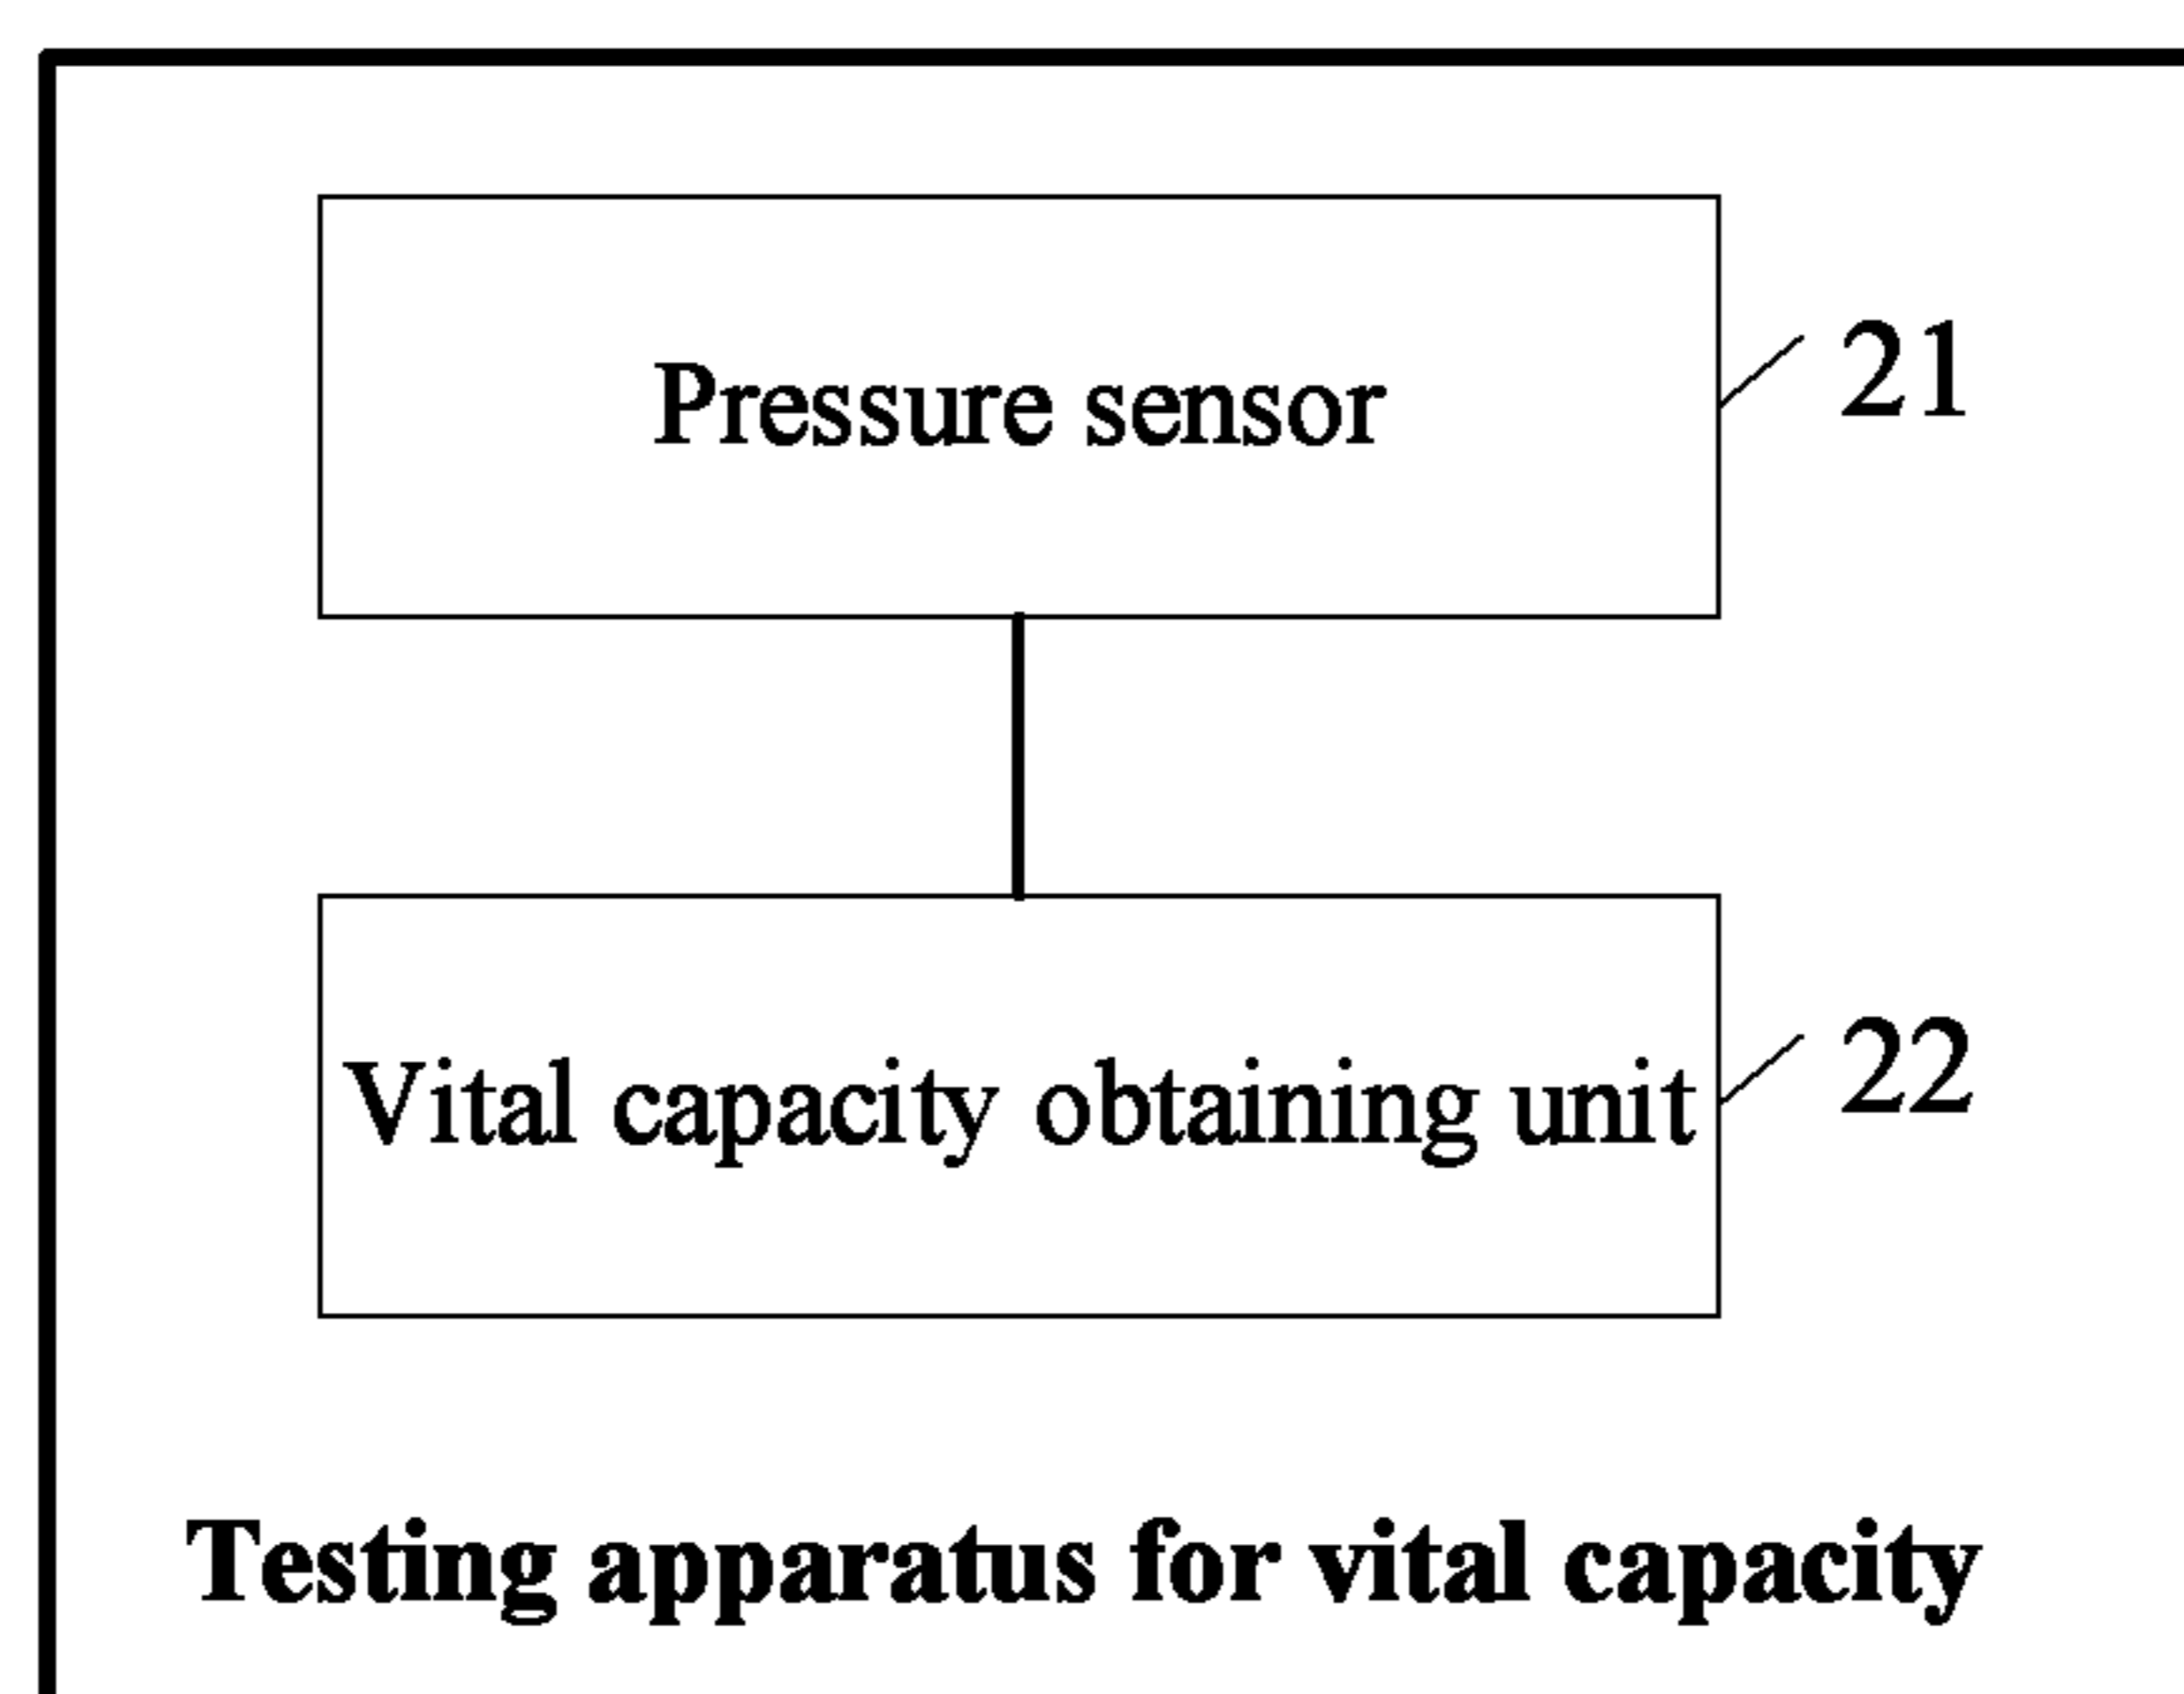 Pressure sensor
21
Vital capacity obtaining unit
22
Testing apparatus for vital capacity